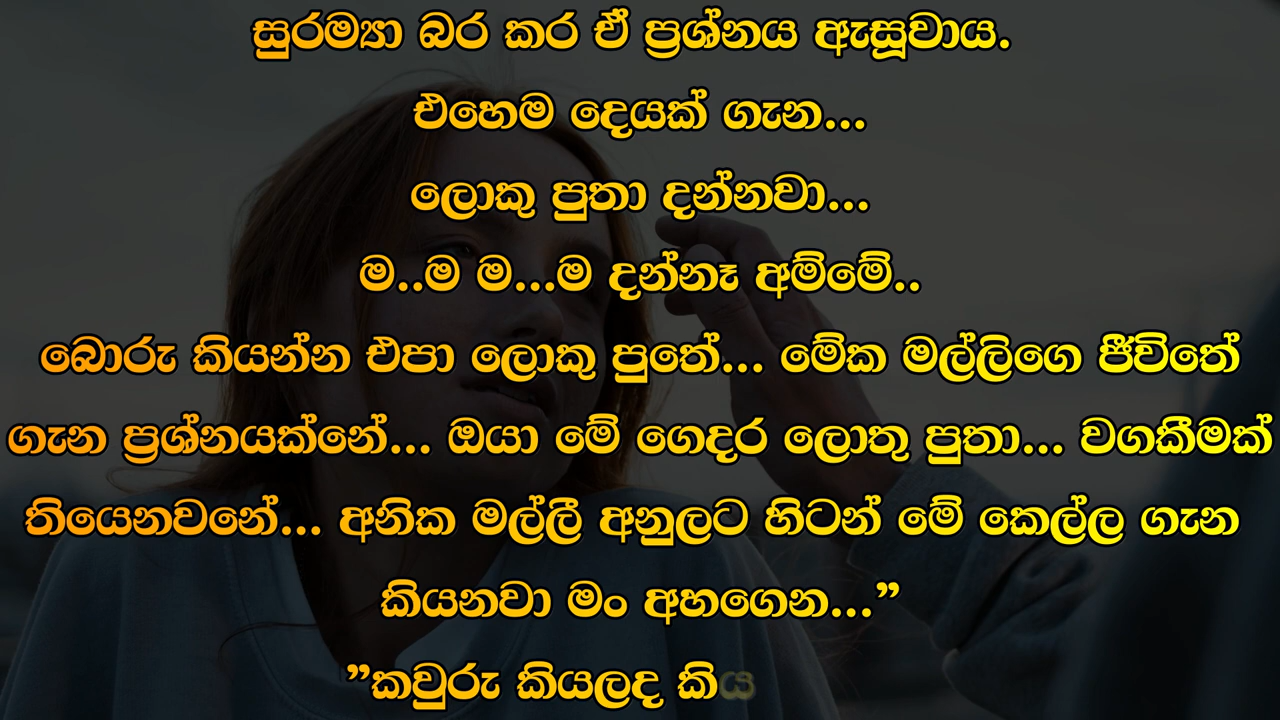 සුරම්‍යා බර කර ඒ ප්‍රශ්නය ඇසූවාය.
එහෙම දෙයක් ගැන...
ලොකු පුතා දන්නවා...
ම..ම ම...ම දන්නෑ අම්මේ..
බොරු කියන්න එපා ලොකු පුතේ... මේක මල්ලිගෙ ජීවිතේ
ගැන ප්‍රශ්නයක්නේ... ඔයා මේ ගෙදර ලොතු පුතා... වගකීමක්
තියෙනවනේ... අනික මල්ලී අනුලට හිටන් මේ කෙල්ල ගැන
කියනවා මං අහගෙන...”
”කවුරු කියලද කිය